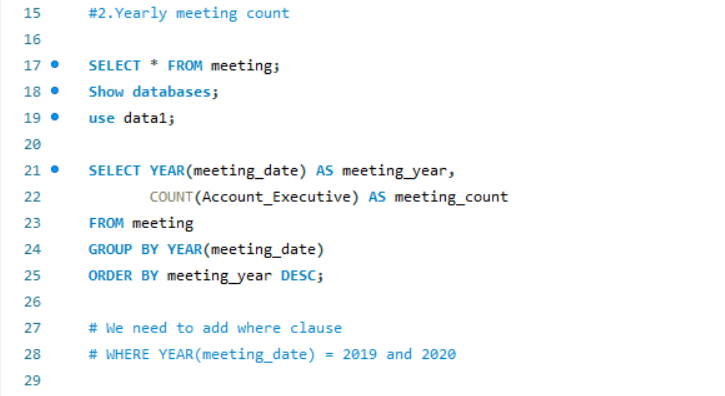 15 #2.Yearly meeting count
16
17 SELECT * FROM meeting;
18 Show databases;
19 use data1;
20
21 SELECT YEAR(meeting_date) AS meeting_year,
22 COUNT(Account_Executive) AS meeting_count
23 FROM meeting
24 GROUP BY YEAR(meeting_date)
25 ORDER BY meeting_year DESC;
26
27 # We need to add where clause
28 # WHERE YEAR(meeting_date) = 2019 and 2020
29